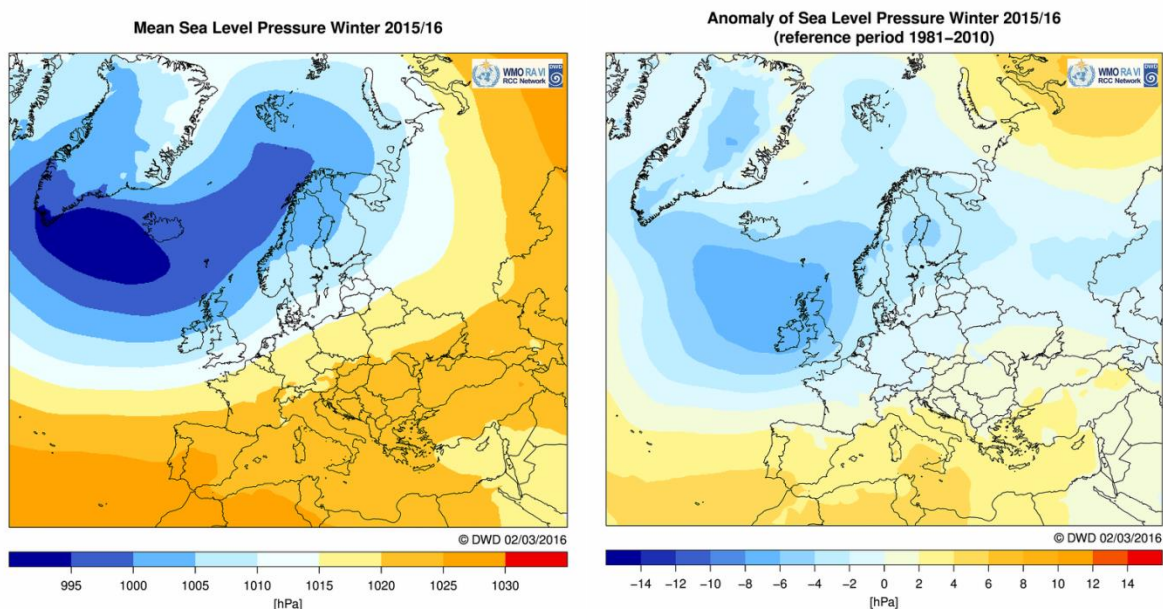 Mean Sea Level Pressure Winter 2015/16
WMO RA VI
RCC Network
DWD
© DWD 02/03/2016
995 1000 1005 1010 1015 1020 1025 1030
[hPa]
Anomaly of Sea Level Pressure Winter 2015/16
(reference period 1981−2010)
WMO RA VI
RCC Network
DWD
© DWD 02/03/2016
−14 −12 −10 −8 −6 −4 −2 0 2 4 6 8 10 12 14
[hPa]